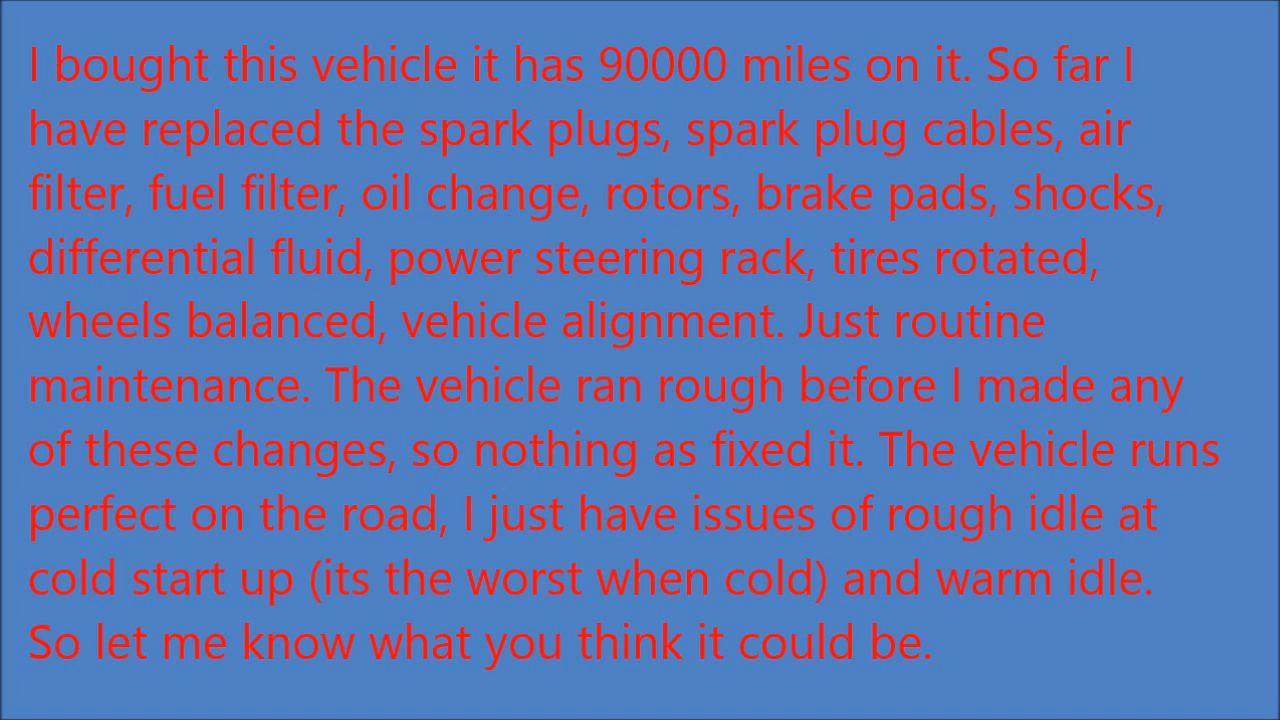 I bought this vehicle it has 90000 miles on it. So far I
have replaced the spark plugs, spark plug cables, air
filter, fuel filter, oil change, rotors, brake pads, shocks,
differential fluid, power steering rack, tires rotated,
wheels balanced, vehicle alignment. Just routine
maintenance. The vehicle ran rough before I made any
of these changes, so nothing as fixed it. The vehicle runs
perfect on the road, I just have issues of rough idle at
cold start up (its the worst when cold) and warm idle.
So let me know what you think it could be.